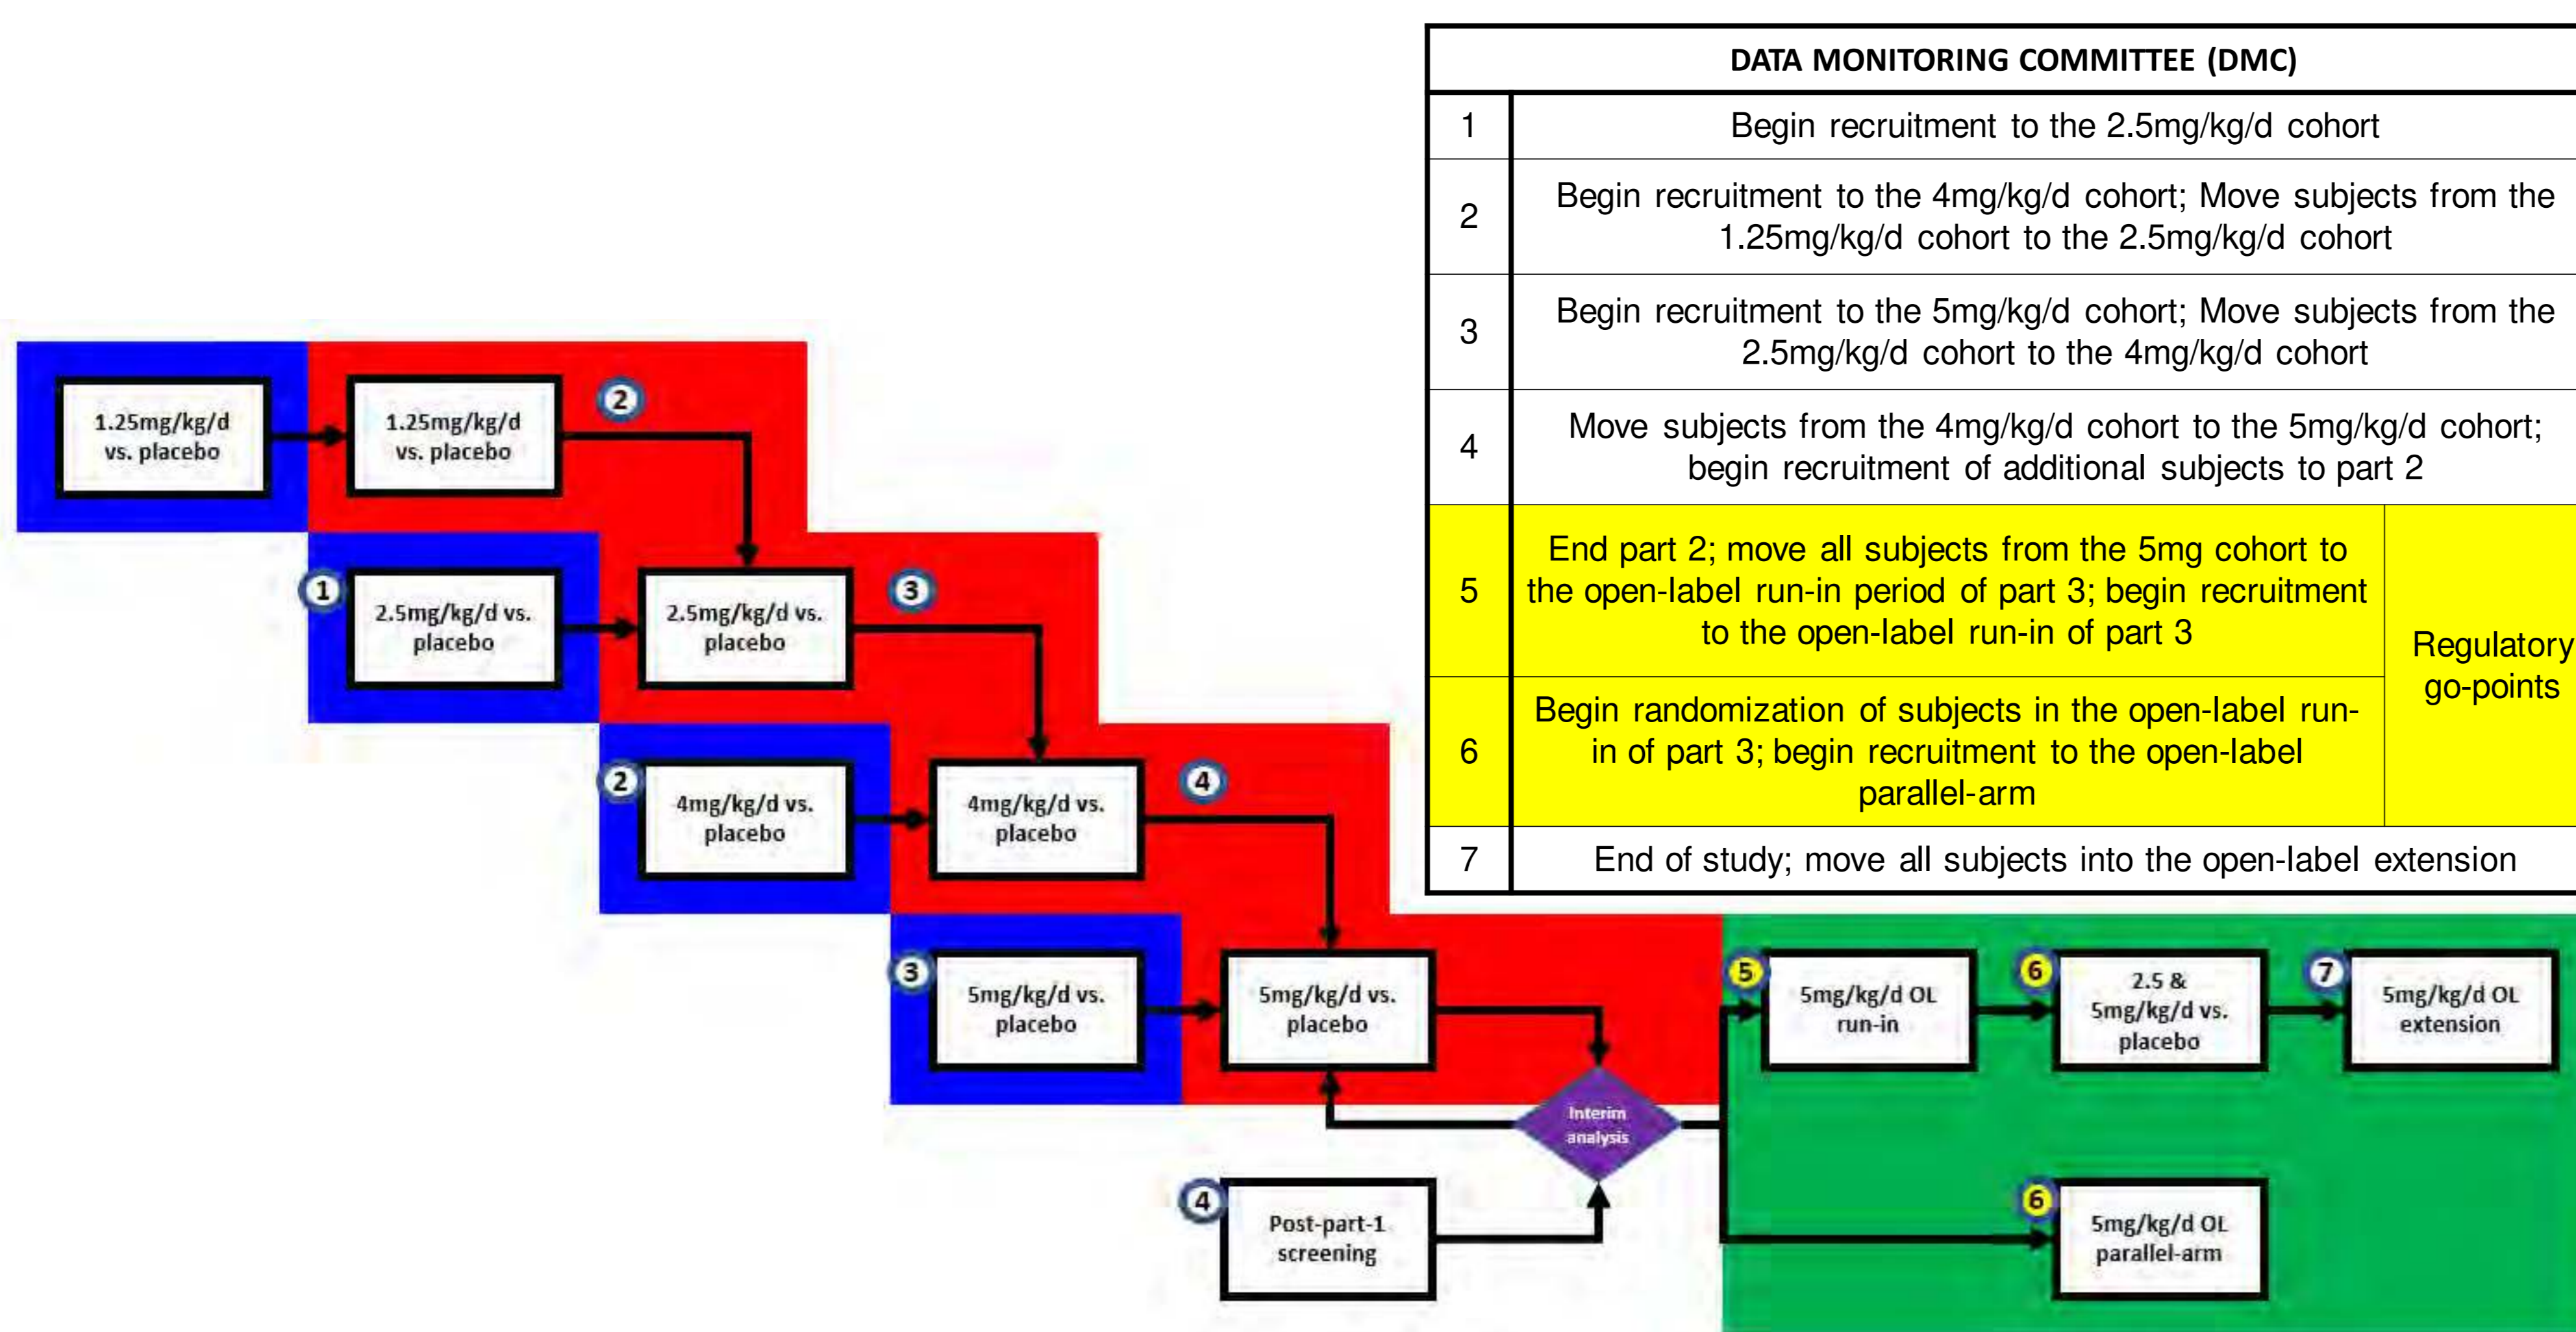 DATA MONITORING COMMITTEE (DMC)
1
Begin recruitment to the 2.5mg/kg/d cohort
2
Begin recruitment to the 4mg/kg/d cohort; Move subjects from the
1.25mg/kg/d cohort to the 2.5mg/kg/d cohort
3
Begin recruitment to the 5mg/kg/d cohort; Move subjects from the
2.5mg/kg/d cohort to the 4mg/kg/d cohort
4
Move subjects from the 4mg/kg/d cohort to the 5mg/kg/d cohort;
begin recruitment of additional subjects to part 2
5
End part 2; move all subjects from the 5mg cohort to
the open-label run-in period of part 3; begin recruitment
to the open-label run-in of part 3
6
Begin randomization of subjects in the open-label run-
in of part 3; begin recruitment to the open-label
parallel-arm
Regulatory
go-points
7
End of study; move all subjects into the open-label extension
1.25mg/kg/d
vs. placebo
1.25mg/kg/d
vs. placebo
2
1
2.5mg/kg/d vs.
placebo
2.5mg/kg/d vs.
placebo
3
2
4mg/kg/d vs.
placebo
4mg/kg/d vs.
placebo
4
3
5mg/kg/d vs.
placebo
5mg/kg/d vs.
placebo
5
5mg/kg/d OL
run-in
6
2.5 &
5mg/kg/d vs.
placebo
7
5mg/kg/d OL
extension
Interim
analysis
4
Post-part-1
screening
6
5mg/kg/d OL
parallel-arm